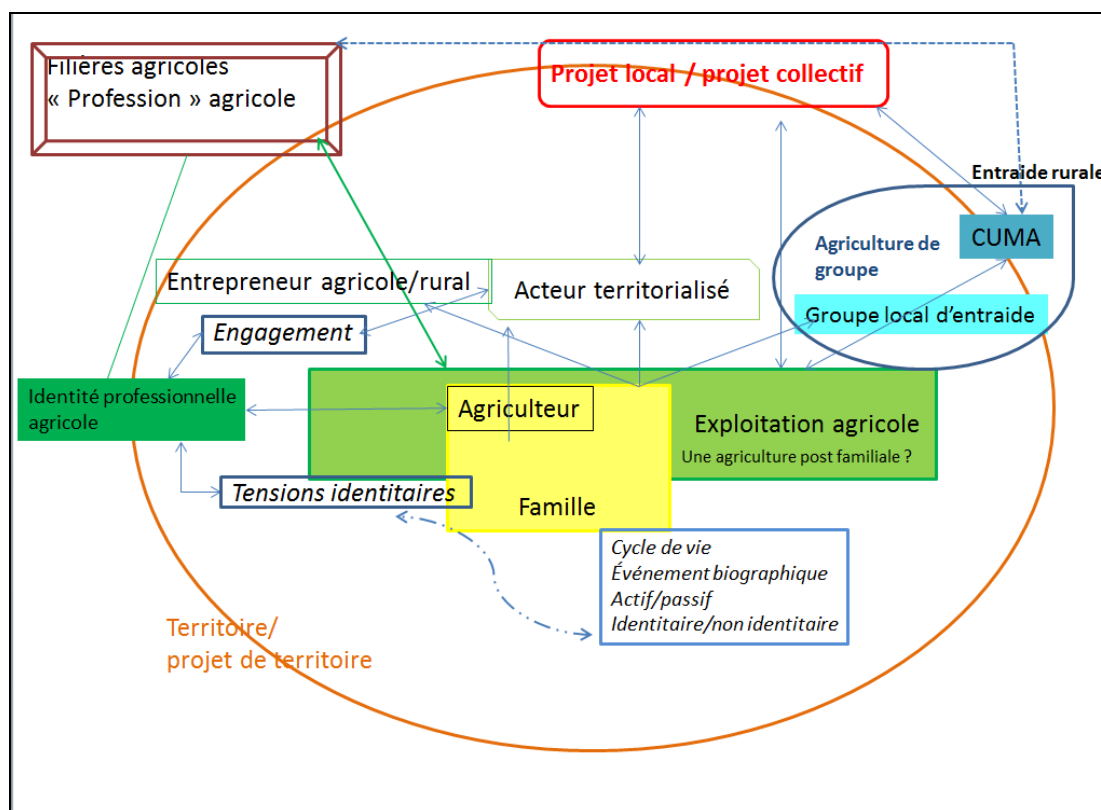 Filières agricoles
« Profession » agricole
Projet local / projet collectif
Entraide rurale
CUMA
Agriculture de
groupe
Groupe local d’entraide
Entrepreneur agricole/rural
Acteur territorialisé
Engagement
Identité professionnelle
agricole
Agriculteur
Exploitation agricole
Une agriculture post familiale ?
Tensions identitaires
Famille
Cycle de vie
Événement biographique
Actif/passif
Identitaire/non identitaire
Territoire/
projet de territoire